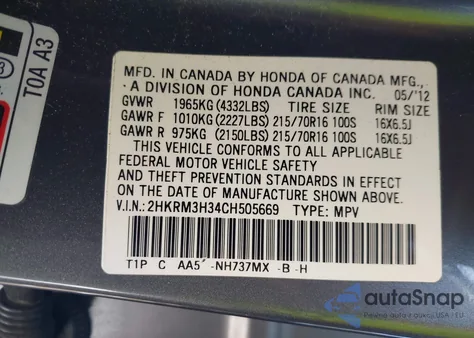 TOA A3
MFD. IN CANADA BY HONDA OF CANADA MFG.,
A DIVISION OF HONDA CANADA INC. 05/'12
GVWR 1965KG (4332LBS) TIRE SIZE RIM SIZE
GAWR F 1010KG (2227LBS) 215/70R16 100S 16X6.5J
GAWR R 975KG (2150LBS) 215/70R16 100S 16X6.5J
THIS VEHICLE CONFORMS TO ALL APPLICABLE
FEDERAL MOTOR VEHICLE SAFETY
AND THEFT PREVENTION STANDARDS IN EFFECT
ON THE DATE OF MANUFACTURE SHOWN ABOVE.
V.I.N.: 2HKRM3H34CH505669 TYPE: MPV
T1P C AA5' -NH737MX -B -H
autoSnap